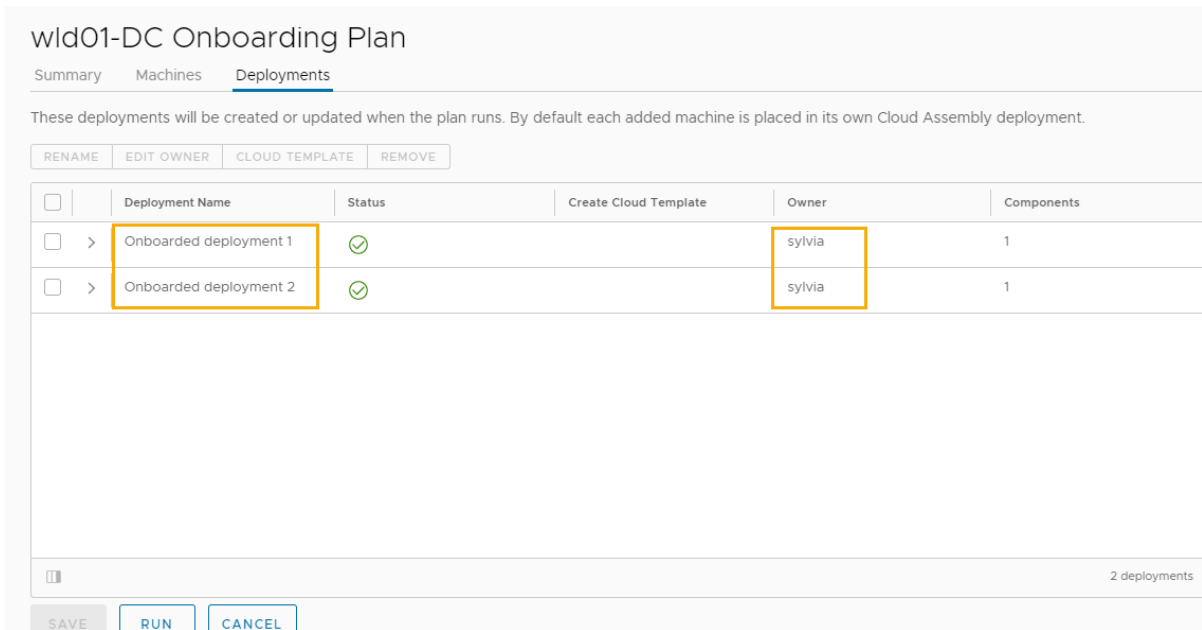 wld01-DC Onboarding Plan
Summary Machines Deployments
These deployments will be created or updated when the plan runs. By default each added machine is placed in its own Cloud Assembly deployment.
RENAME EDIT OWNER CLOUD TEMPLATE REMOVE
Deployment Name Status Create Cloud Template Owner Components
Onboarded deployment 1 sylvia 1
Onboarded deployment 2 sylvia 1
2 deployments
SAVE RUN CANCEL